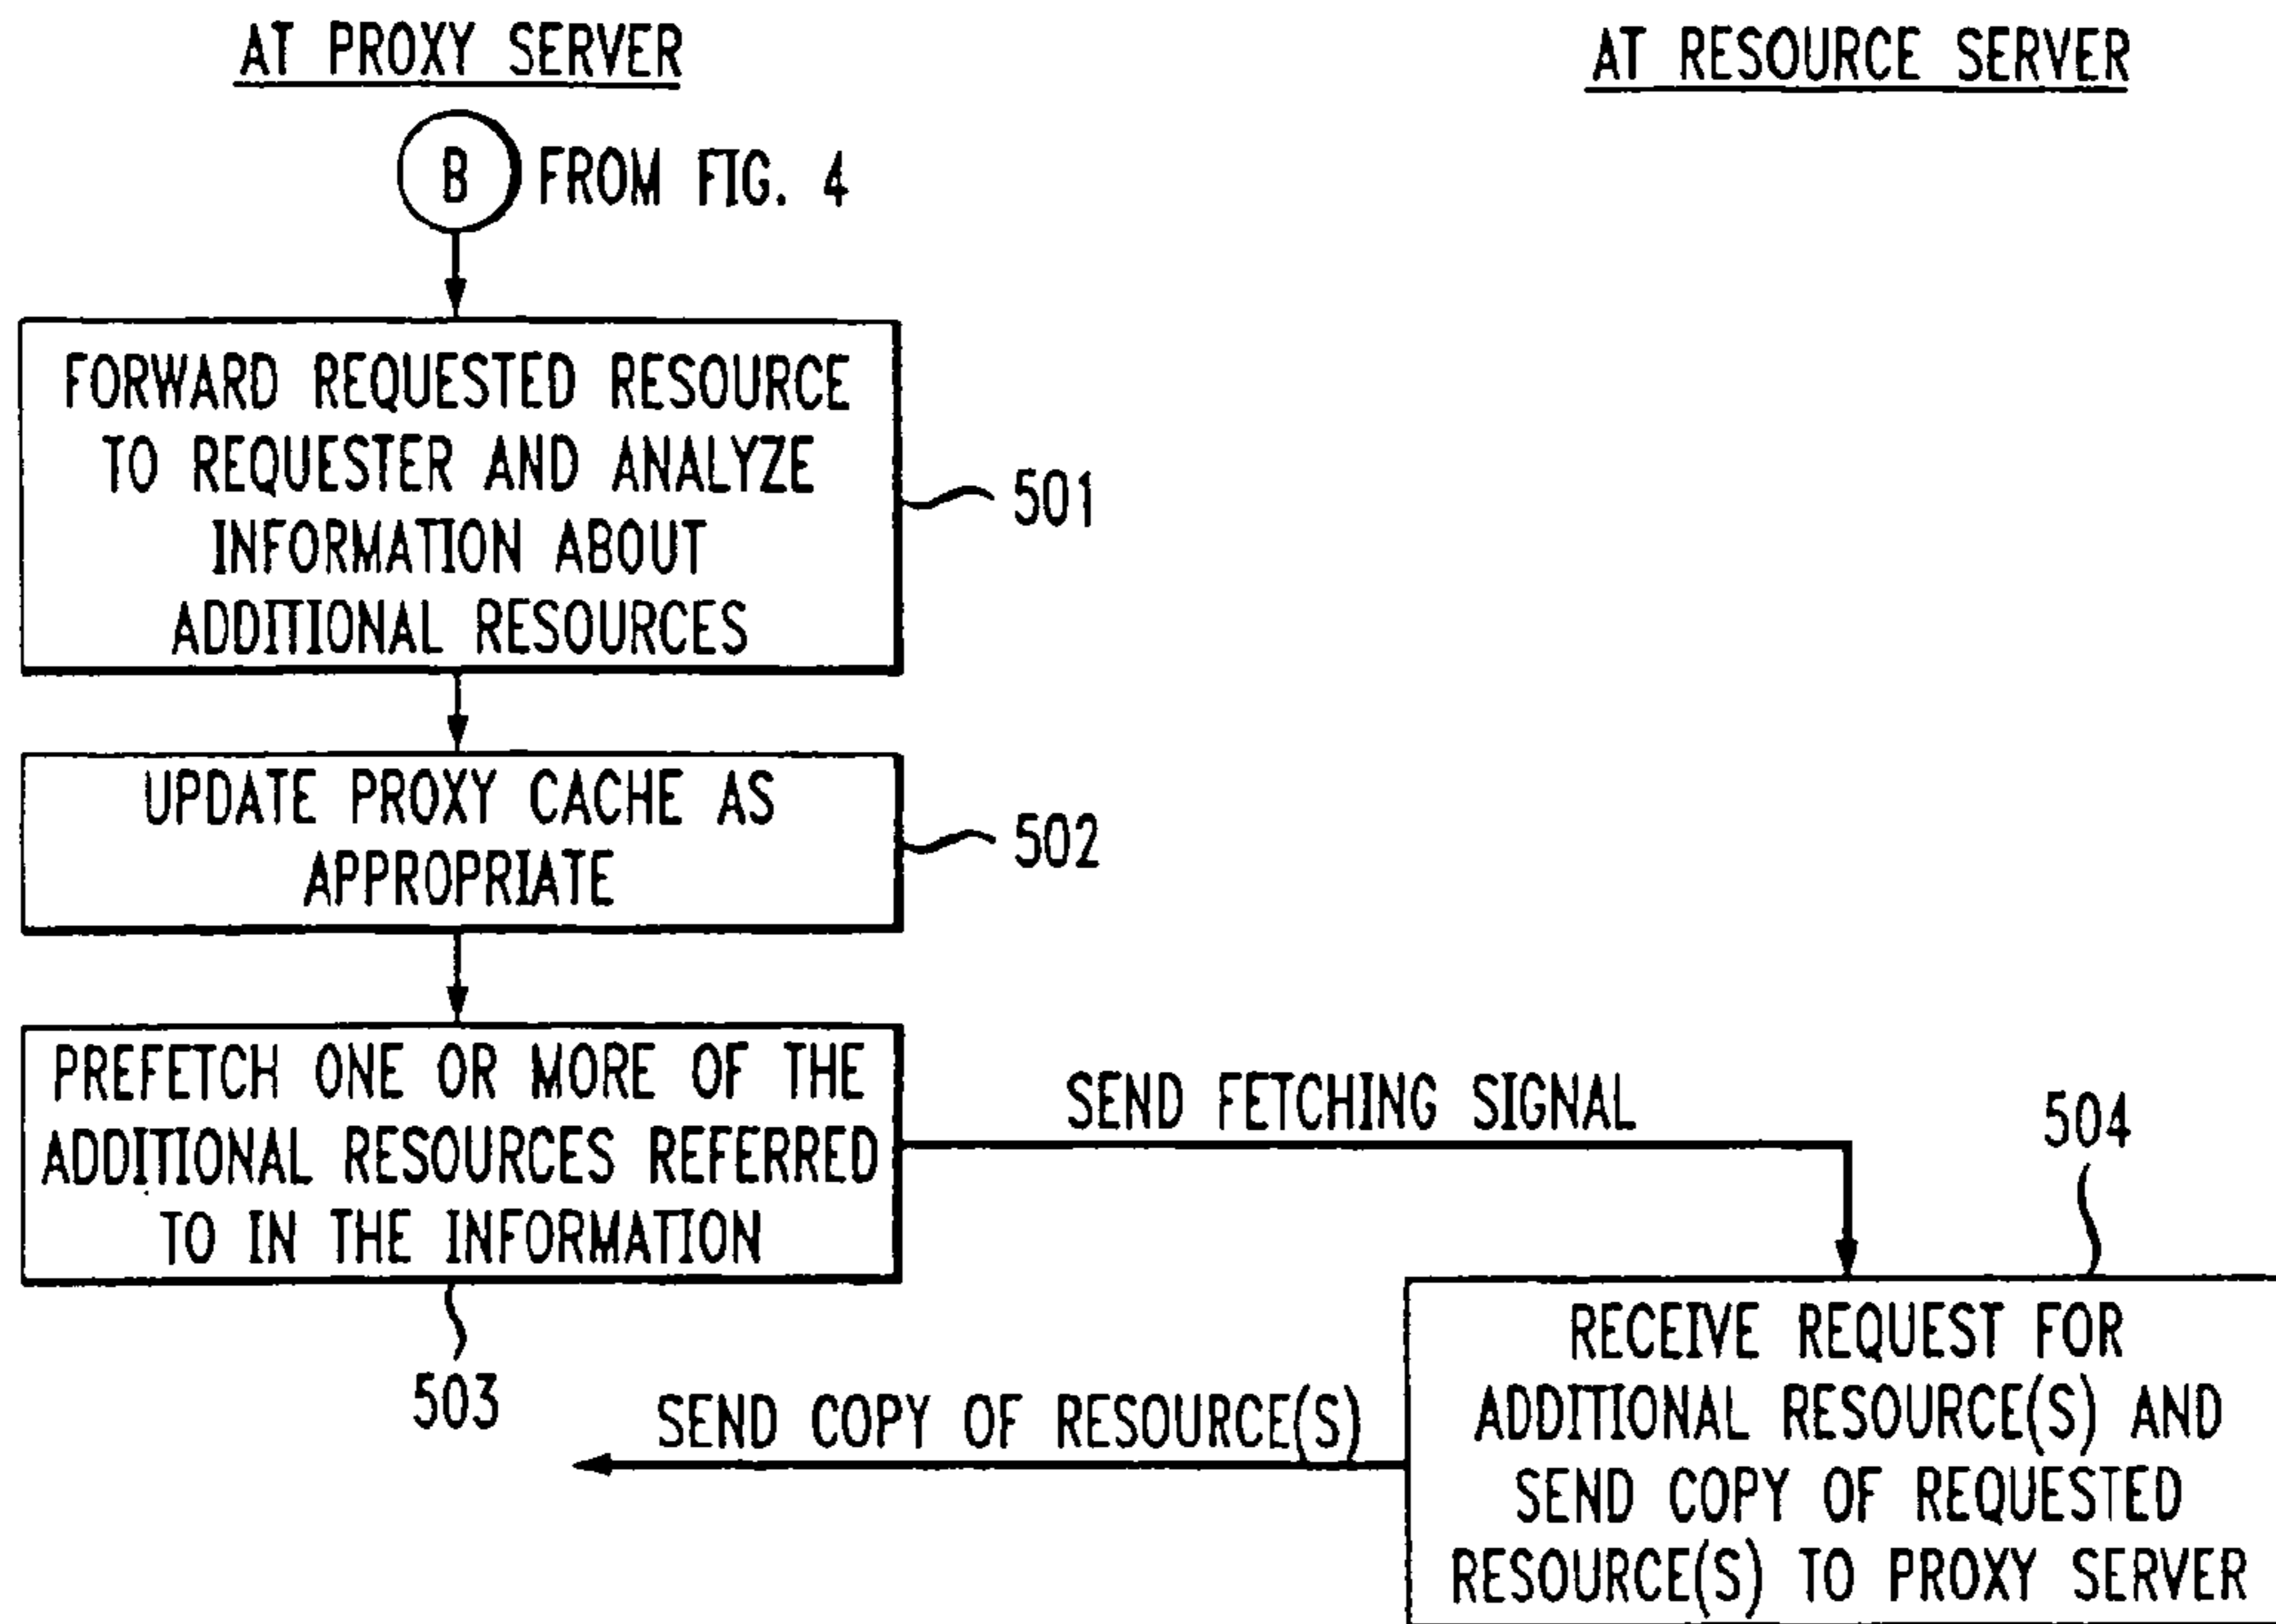 AT PROXY SERVER
AT RESOURCE SERVER
B FROM FIG. 4
FORWARD REQUESTED RESOURCE
TO REQUESTER AND ANALYZE
INFORMATION ABOUT
ADDITIONAL RESOURCES
501
UPDATE PROXY CACHE AS
APPROPRIATE
502
PREFETCH ONE OR MORE OF THE
ADDITIONAL RESOURCES REFERRED
TO IN THE INFORMATION
503
SEND FETCHING SIGNAL
504
RECEIVE REQUEST FOR
ADDITIONAL RESOURCE(S) AND
SEND COPY OF REQUESTED
RESOURCE(S) TO PROXY SERVER
SEND COPY OF RESOURCE(S)